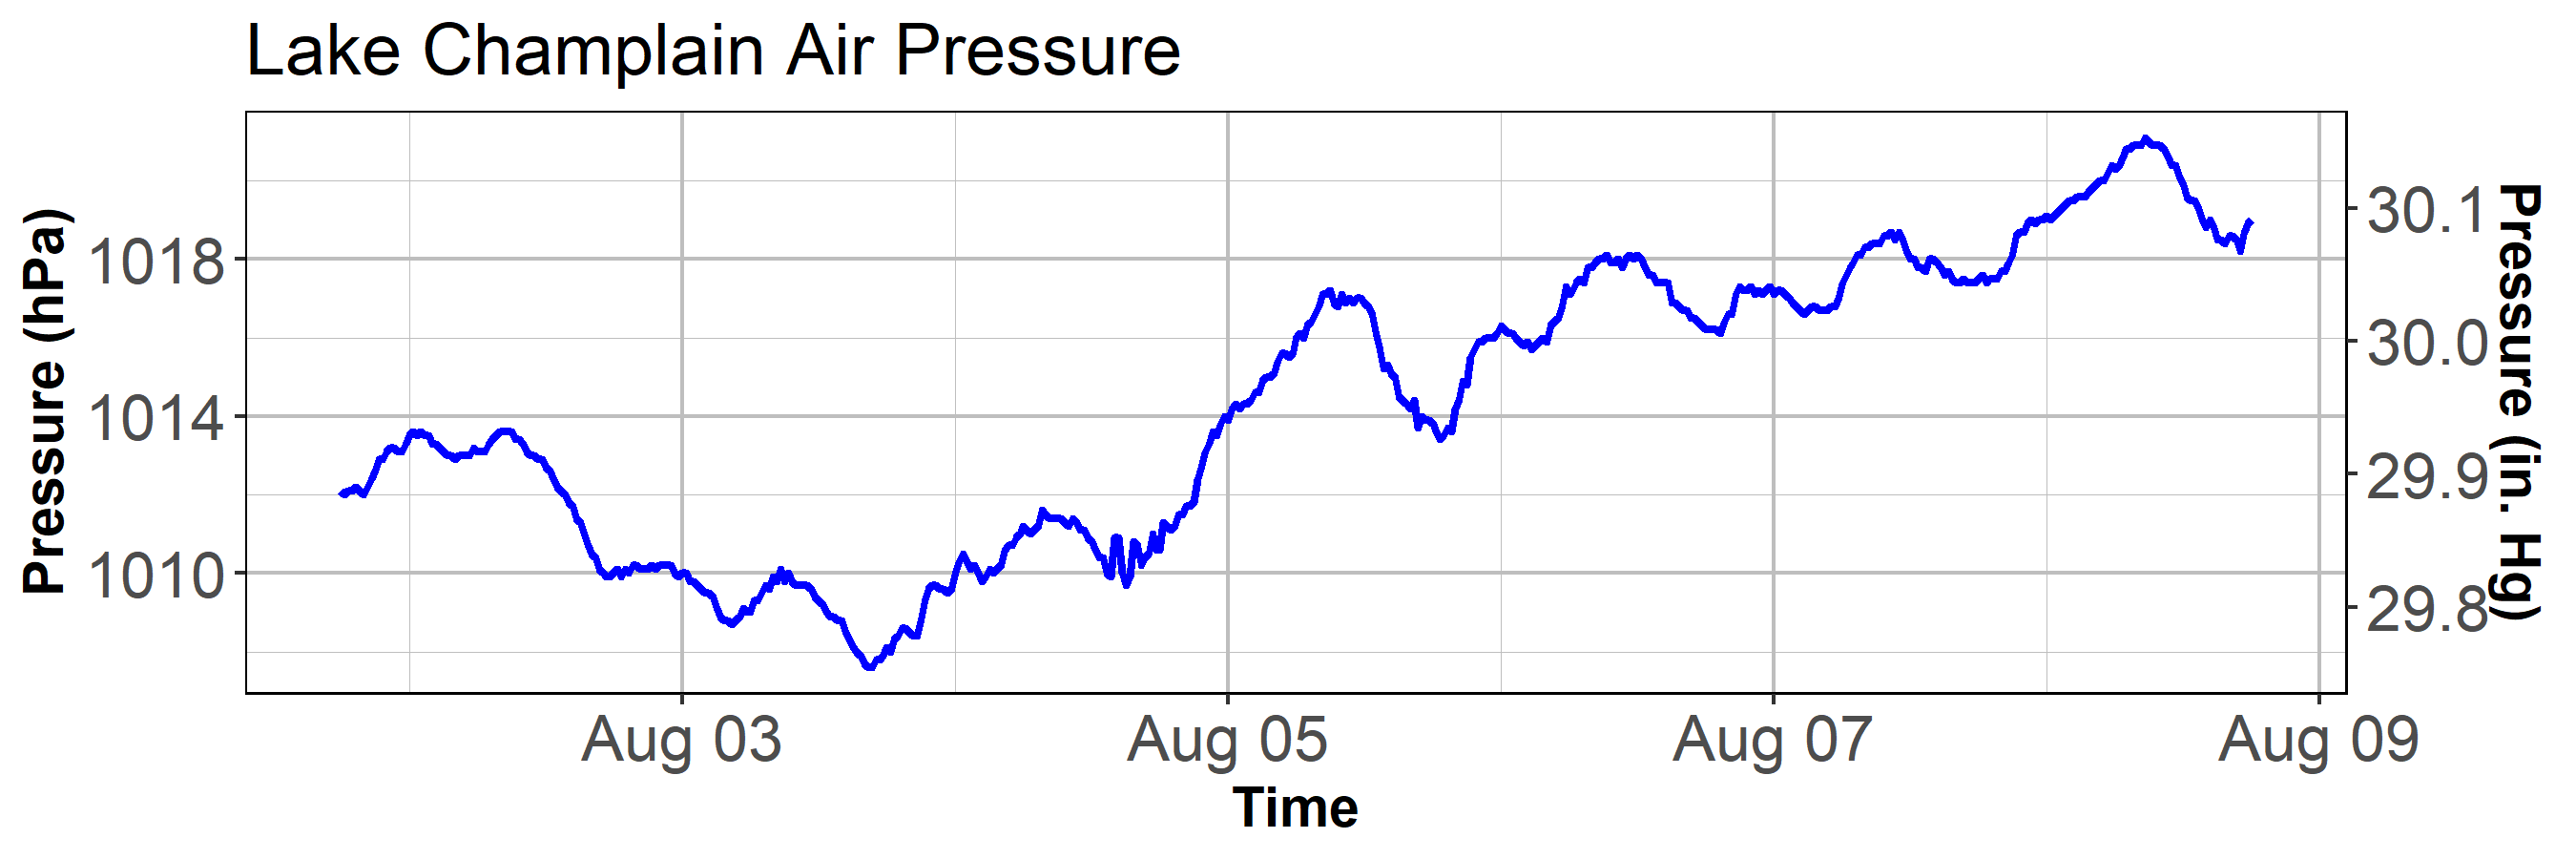 Lake Champlain Air Pressure
Pressure (hPa)
1018
1014
1010
30.1
30.0
29.9
29.8
Pressure (in. Hg)
Aug 03 Aug 05 Aug 07 Aug 09
Time